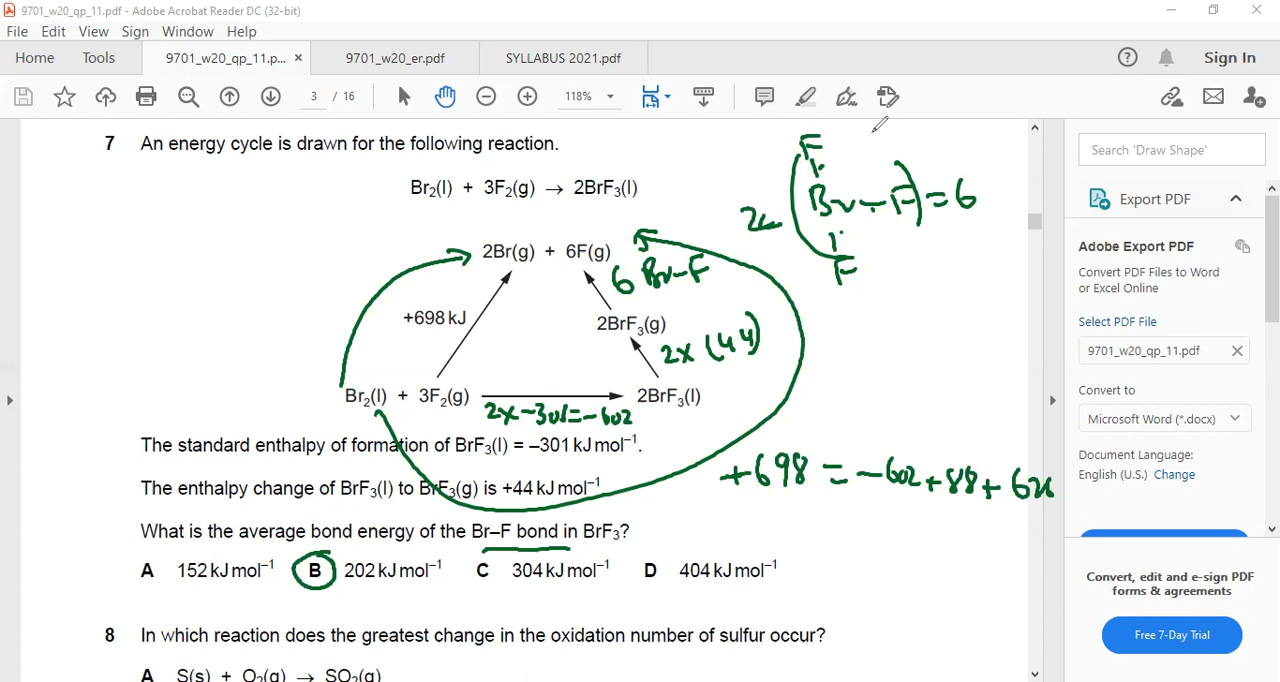 9701_w20_qp_11.pdf - Adobe Acrobat Reader DC (32-bit)
File Edit View Sign Window Help
Home Tools 9701_w20_qp_11.p... × 9701_w20_er.pdf SYLLABUS 2021.pdf Sign In
3 / 16 118%
7 An energy cycle is drawn for the following reaction.
Br₂(l) + 3F₂(g) → 2BrF₃(l)
F
Br-F = 6
F
2Br(g) + 6F(g)
6 Br-F
+698 kJ
2BrF₃(g)
2x (44)
Br₂(l) + 3F₂(g) 2BrF₃(l)
2x -301=-602
The standard enthalpy of formation of BrF₃(l) = –301 kJ mol⁻¹.
+698 = -602 + 88 + 6x
The enthalpy change of BrF₃(l) to BrF₃(g) is +44 kJ mol⁻¹
What is the average bond energy of the Br–F bond in BrF₃?
A 152 kJ mol⁻¹ B 202 kJ mol⁻¹ C 304 kJ mol⁻¹ D 404 kJ mol⁻¹
8 In which reaction does the greatest change in the oxidation number of sulfur occur?
A S(s) + O₂(g) → SO₂(g)
Search 'Draw Shape'
Export PDF
Adobe Export PDF
Convert PDF Files to Word
or Excel Online
Select PDF File
9701_w20_qp_11.pdf ×
Convert to
Microsoft Word (*.docx)
Document Language:
English (U.S.) Change
Convert, edit and e-sign PDF
forms & agreements
Free 7-Day Trial